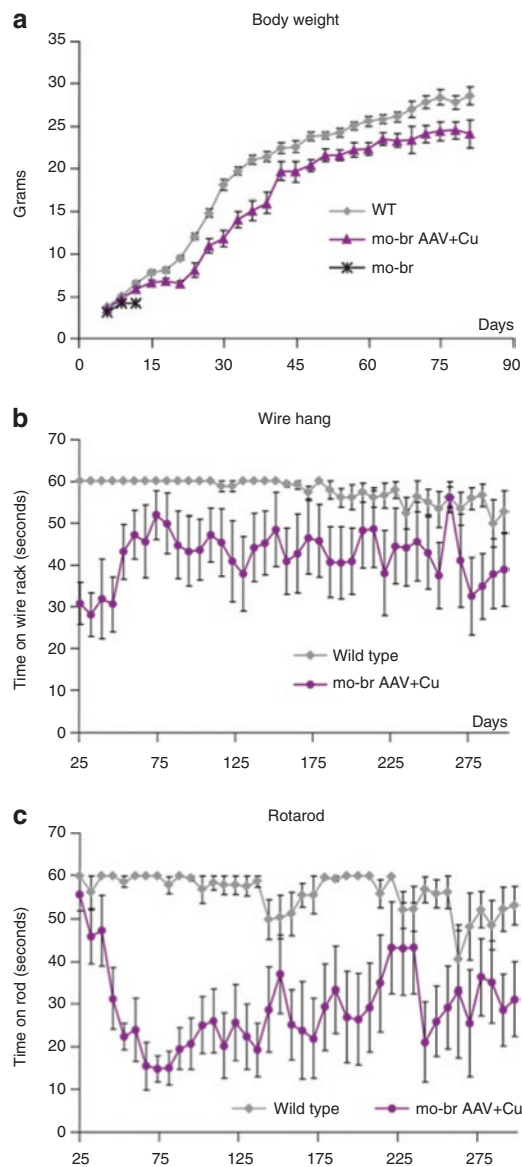 a
Body weight
35
30
25
20
15
10
5
0
Grams
WT
mo-br AAV+Cu
mo-br
Days
0 15 30 45 60 75 90
b
Wire hang
70
60
50
40
30
20
10
0
Time on wire rack (seconds)
Wild type
mo-br AAV+Cu
Days
25 75 125 175 225 275
c
Rotarod
70
60
50
40
30
20
10
0
Time on rod (seconds)
Wild type mo-br AAV+Cu
25 75 125 175 225 275